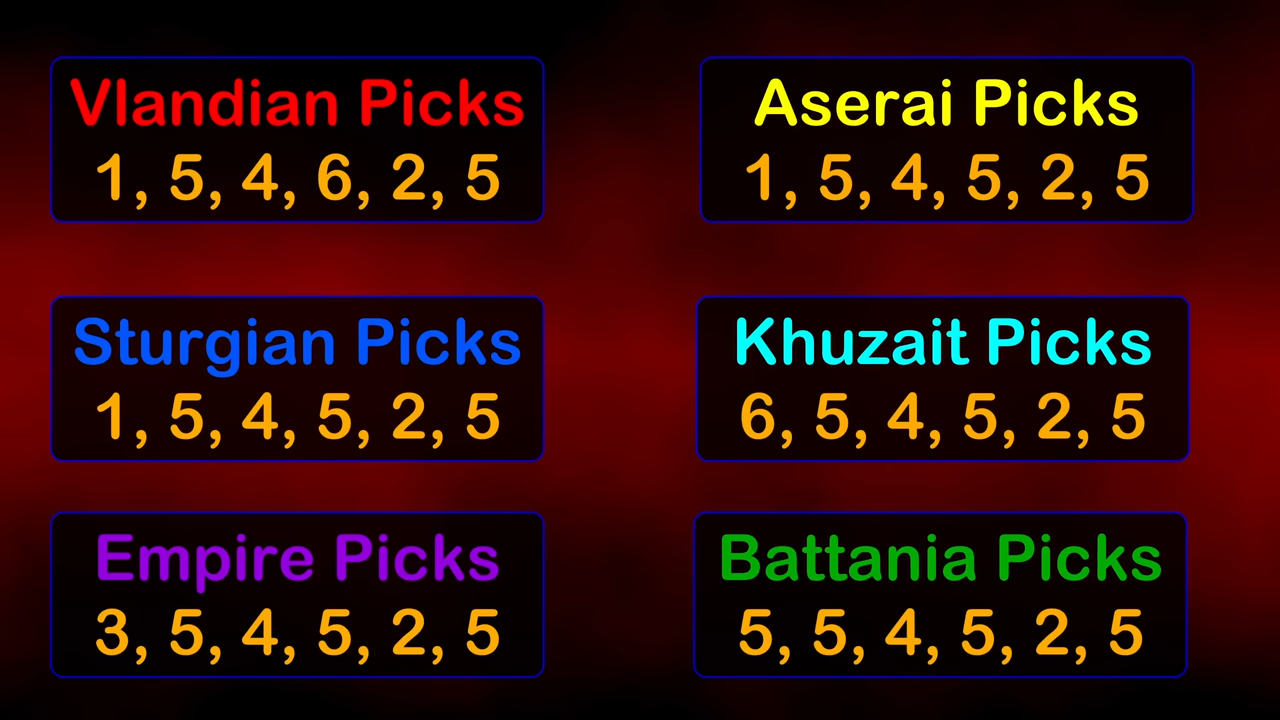 Vlandian Picks
1, 5, 4, 6, 2, 5
Aserai Picks
1, 5, 4, 5, 2, 5
Sturgian Picks
1, 5, 4, 5, 2, 5
Khuzait Picks
6, 5, 4, 5, 2, 5
Empire Picks
3, 5, 4, 5, 2, 5
Battania Picks
5, 5, 4, 5, 2, 5